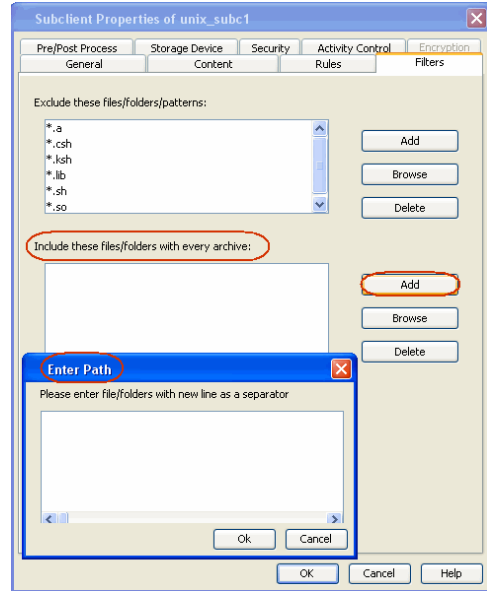 Subclient Properties of unix_subc1
Pre/Post Process Storage Device Security Activity Control Encryption
General Content Rules Filters
Exclude these files/folders/patterns:
*.a
*.csh
*.ksh
*.lib
*.sh
*.so
Add
Browse
Delete
Include these files/folders with every archive:
Add
Browse
Delete
Enter Path
Please enter file/folders with new line as a separator
Ok Cancel
OK Cancel Help